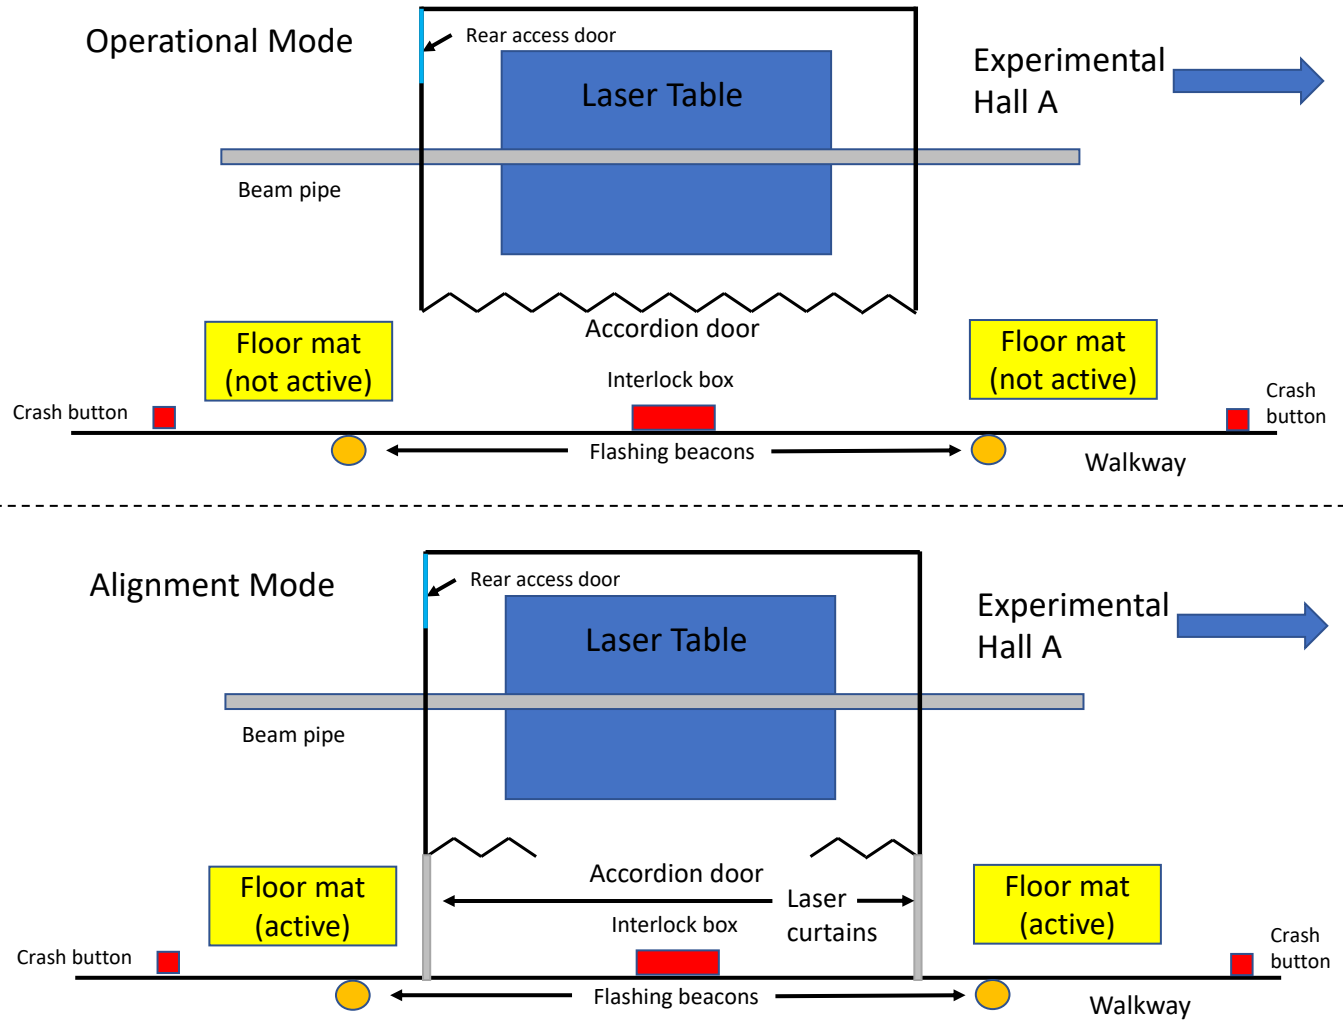 Operational Mode
Rear access door
Laser Table
Experimental
Hall A
Beam pipe
Accordion door
Floor mat
(not active)
Floor mat
(not active)
Interlock box
Crash button
Crash
button
Flashing beacons
Walkway
Alignment Mode
Rear access door
Laser Table
Experimental
Hall A
Beam pipe
Accordion door
Floor mat
(active)
Laser
curtains
Floor mat
(active)
Interlock box
Crash button
Crash
button
Flashing beacons
Walkway